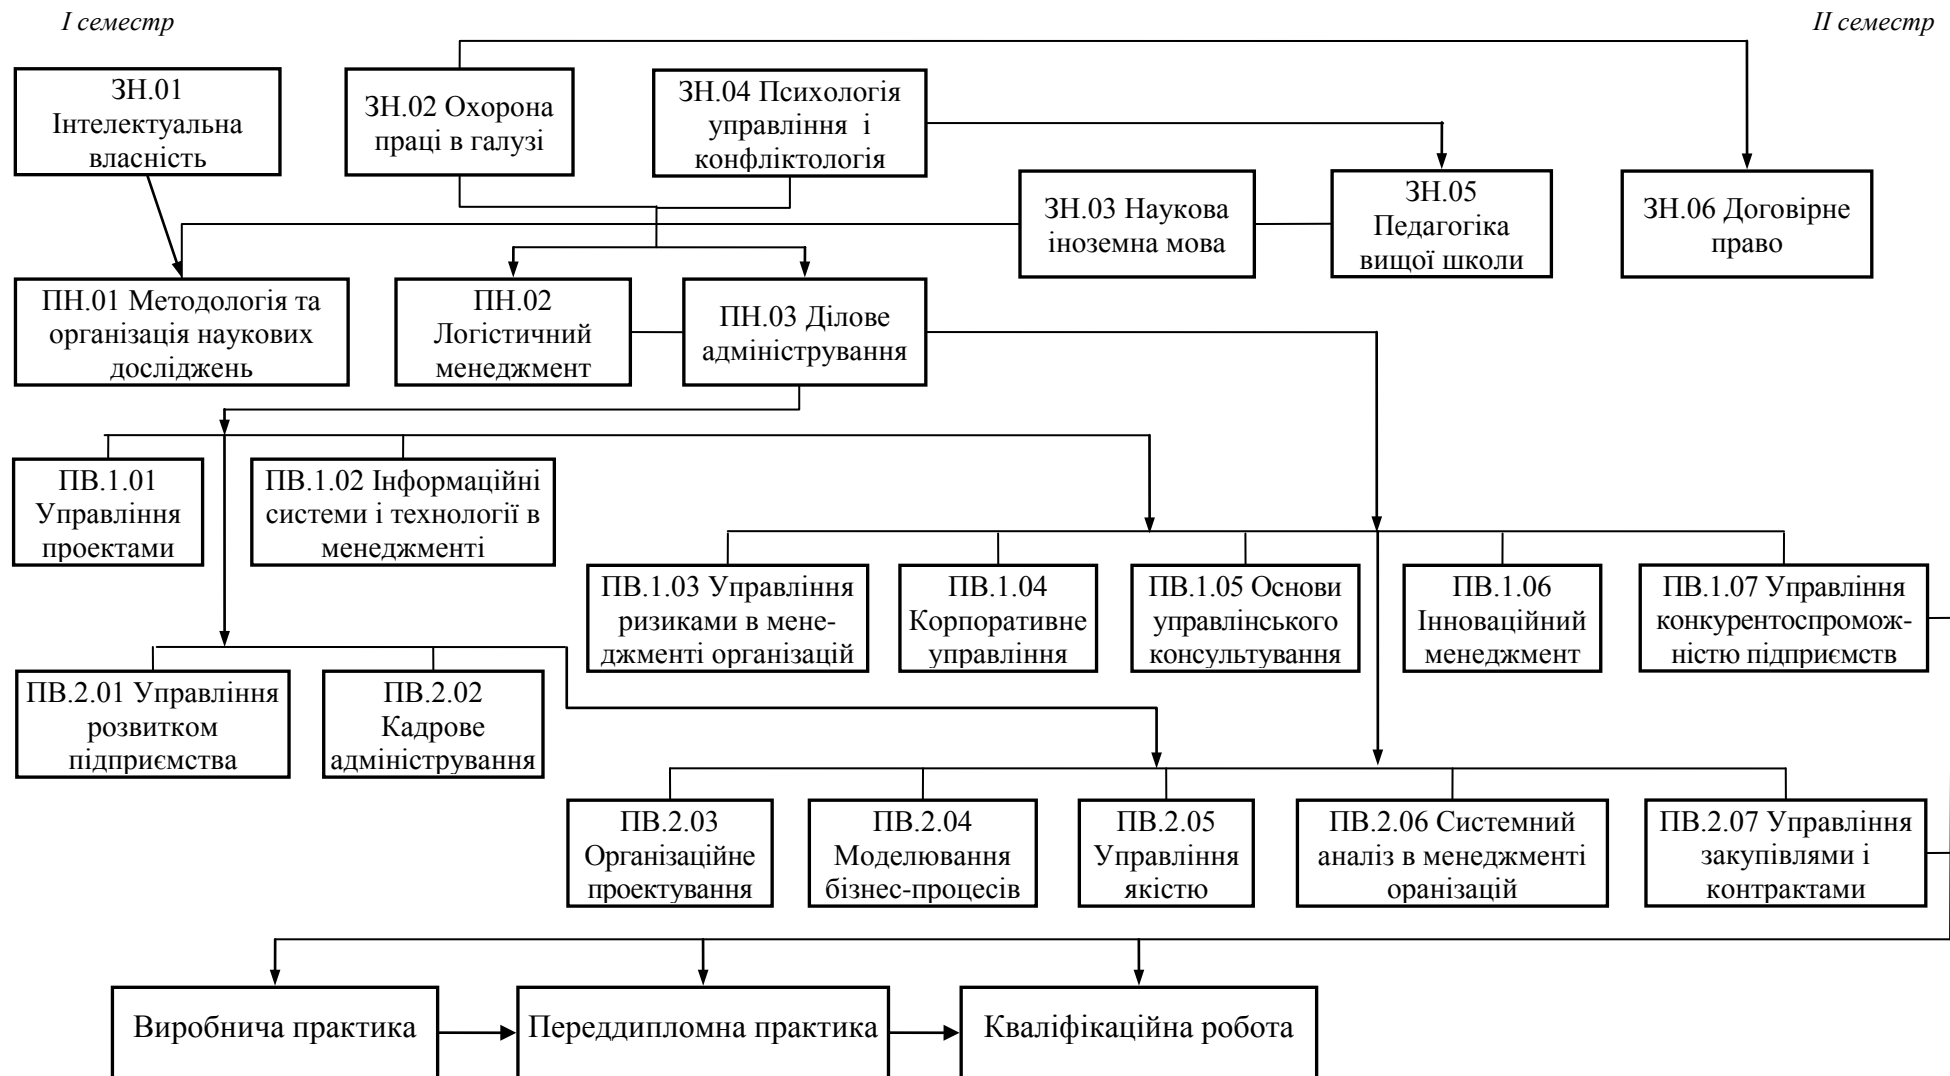 І семестр
ІІ семестр
ЗН.01
Інтелектуальна
власність
ЗН.02 Охорона
праці в галузі
ЗН.04 Психологія
управління і
конфліктологія
ЗН.03 Наукова
іноземна мова
ЗН.05
Педагогіка
вищої школи
ЗН.06 Договірне
право
ПН.01 Методологія та
організація наукових
досліджень
ПН.02
Логістичний
менеджмент
ПН.03 Ділове
адміністрування
ПВ.1.01
Управління
проектами
ПВ.1.02 Інформаційні
системи і технології в
менеджменті
ПВ.1.03 Управління
ризиками в мене-
джменті організацій
ПВ.1.04
Корпоративне
управління
ПВ.1.05 Основи
управлінського
консультування
ПВ.1.06
Інноваційний
менеджмент
ПВ.1.07 Управління
конкурентоспромож-
ністю підприємств
ПВ.2.01 Управління
розвитком
підприємства
ПВ.2.02
Кадрове
адміністрування
ПВ.2.03
Організаційне
проектування
ПВ.2.04
Моделювання
бізнес-процесів
ПВ.2.05
Управління
якістю
ПВ.2.06 Системний
аналіз в менеджменті
оранізацій
ПВ.2.07 Управління
закупівлями і
контрактами
Виробнича практика
Переддипломна практика
Кваліфікаційна робота